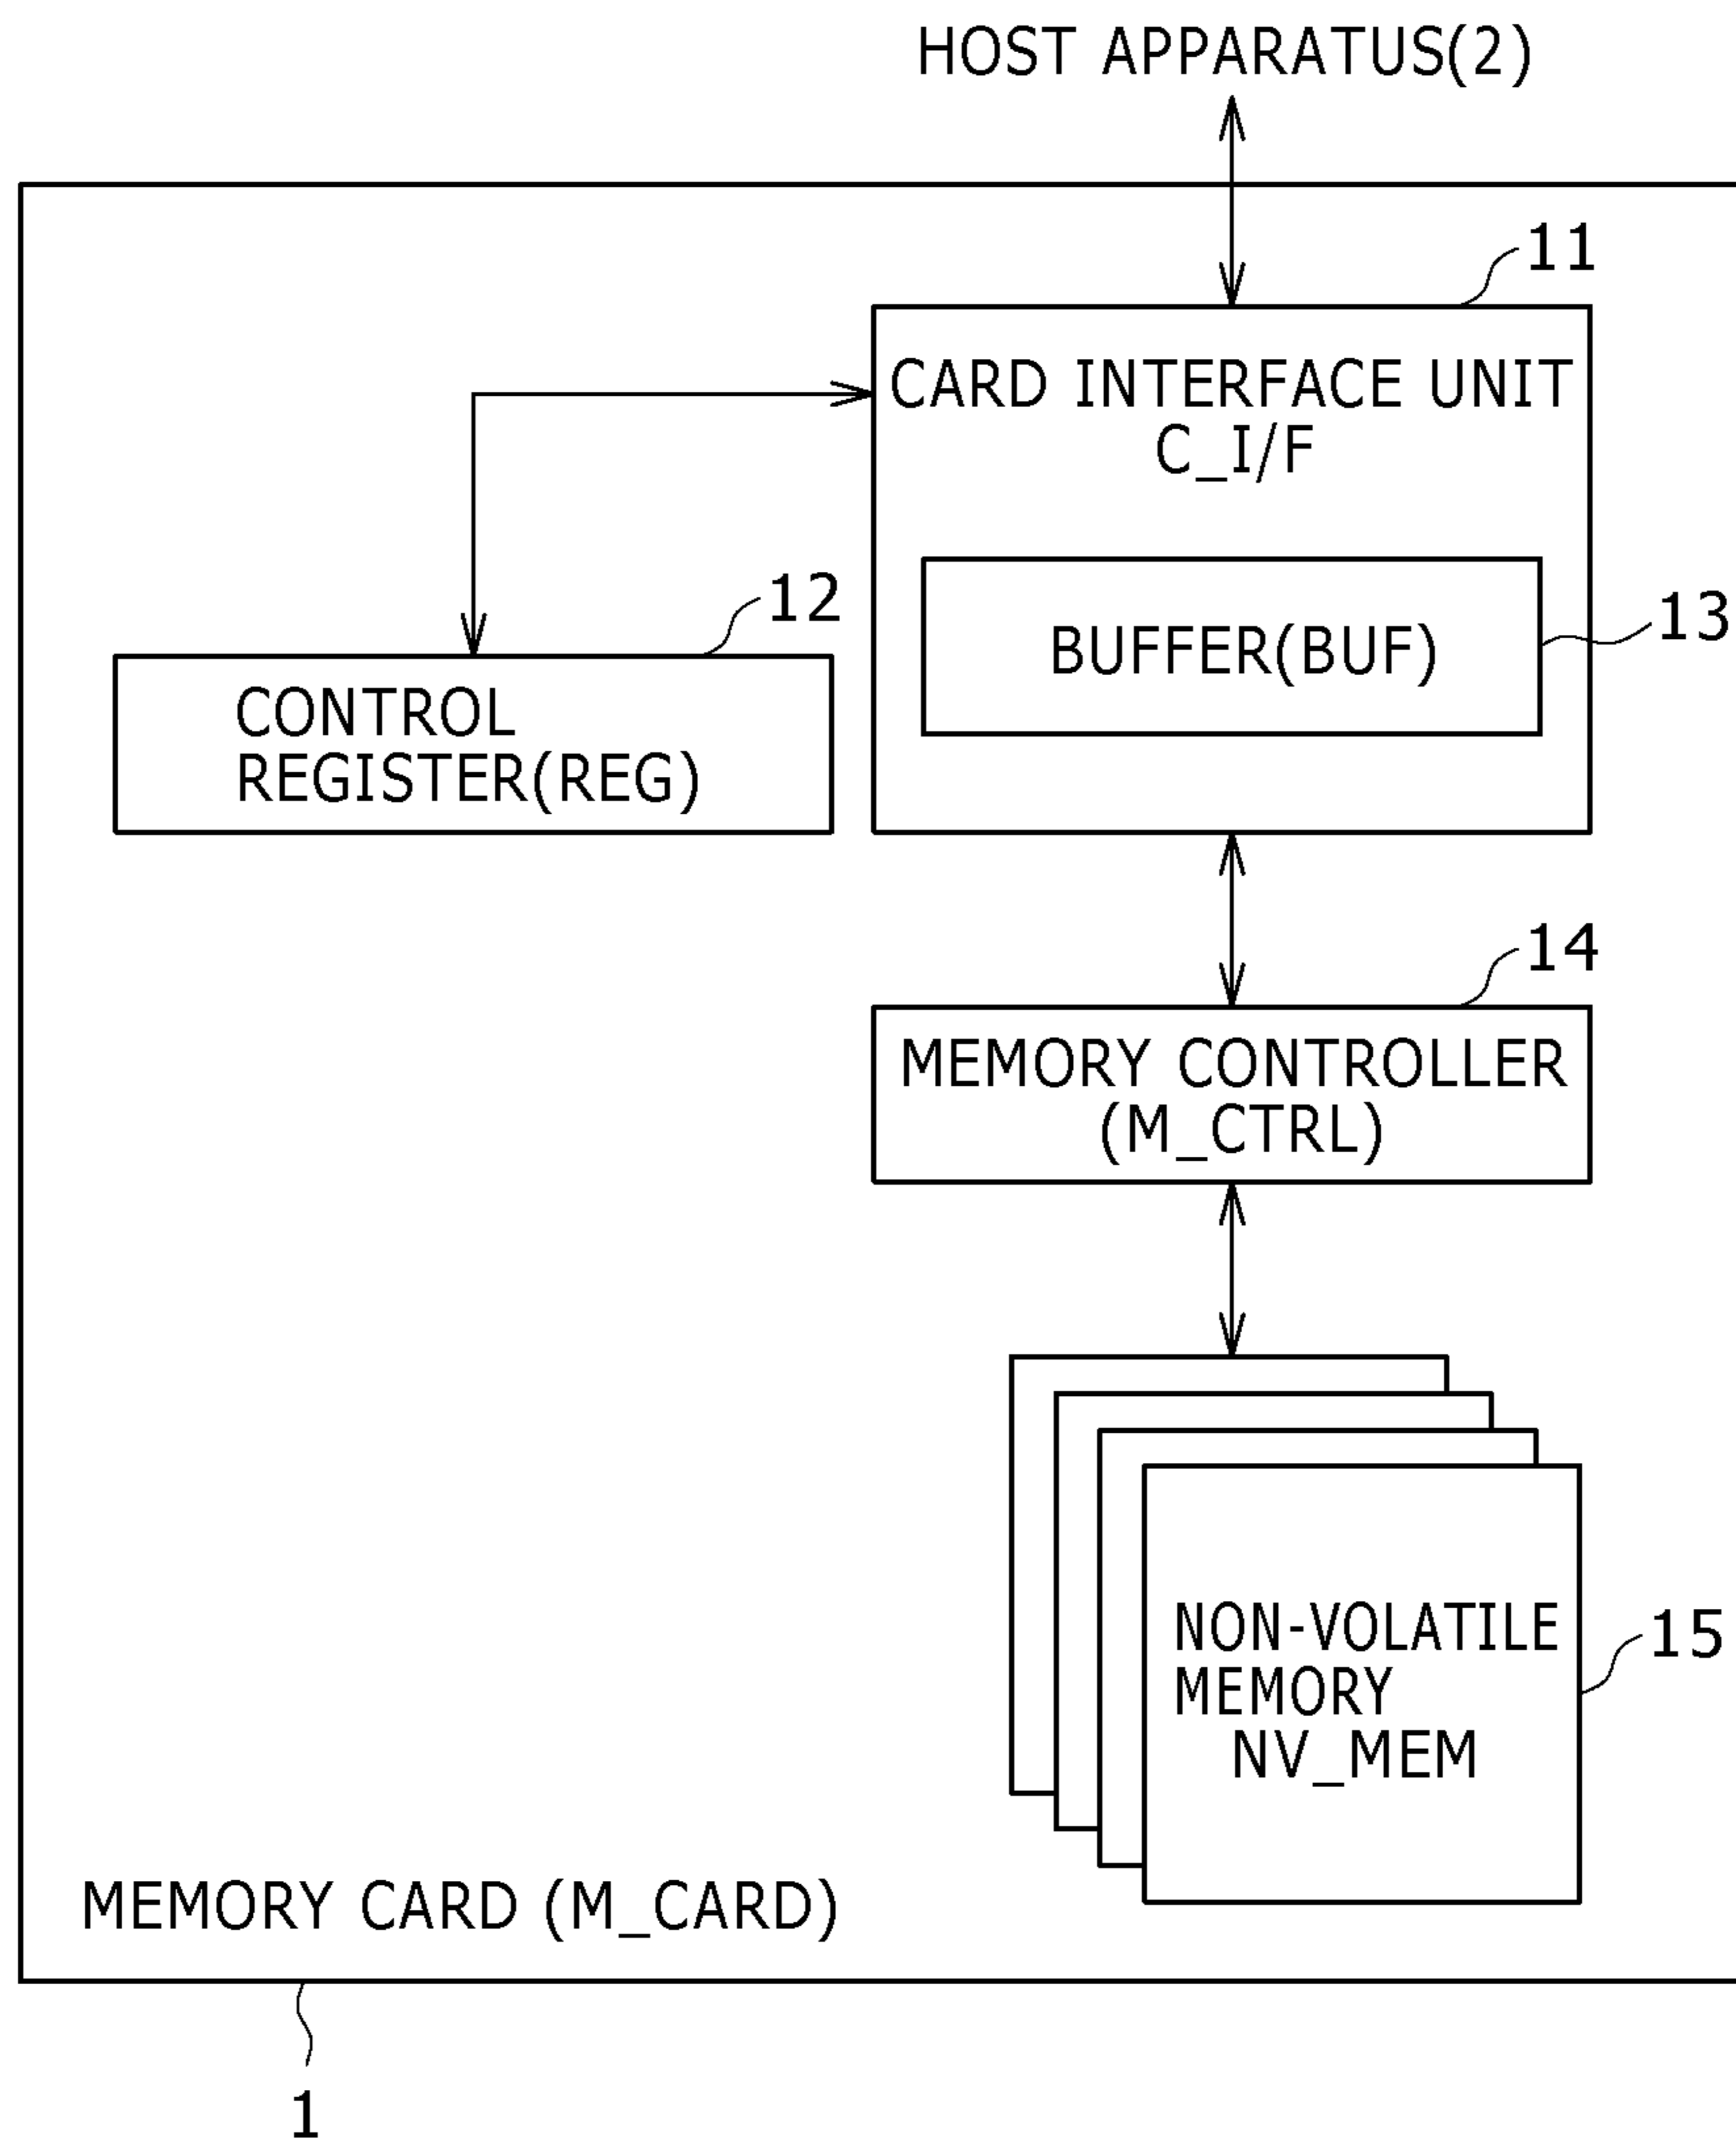 HOST APPARATUS(2)
11
CARD INTERFACE UNIT
C_I/F
12
13
BUFFER(BUF)
CONTROL
REGISTER(REG)
14
MEMORY CONTROLLER
(M_CTRL)
15
NON-VOLATILE
MEMORY
NV_MEM
MEMORY CARD (M_CARD)
1